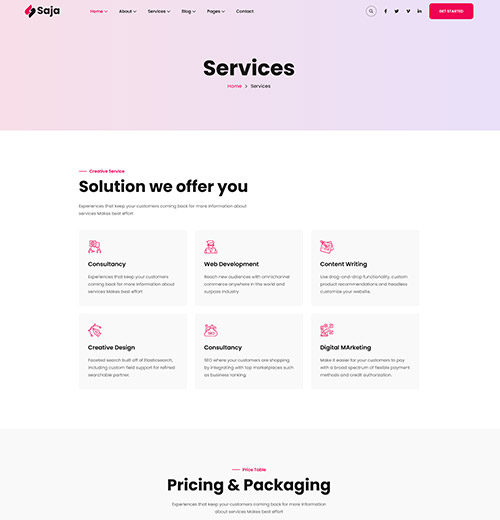 Saja
Home About Services Blog Pages Contact GET STARTED
Services
Home > Services
Creative Service
Solution we offer you
Experiences that keep your customers coming back for more information about
services Makes best effort
Consultancy
Experiences that keep your customers
coming back for more information about
services Makes best effort
Web Development
Reach new audiences with omnichannel
commerce anywhere in the world and
surpass industry.
Content Writing
Use drag-and-drop functionality, custom
product recommendations and headless
customize your website.
Creative Design
Faceted search built off of Elasticsearch,
including custom field support for refined
searchable partner.
Consultancy
SEO where your customers are shopping
by integrating with top marketplaces such
as business ranking.
Digital MArketing
Make it easier for your customers to pay
with a broad spectrum of flexible payment
methods and credit authorization.
Price Table
Pricing & Packaging
Experiences that keep your customers coming back for more information
about services Makes best effort